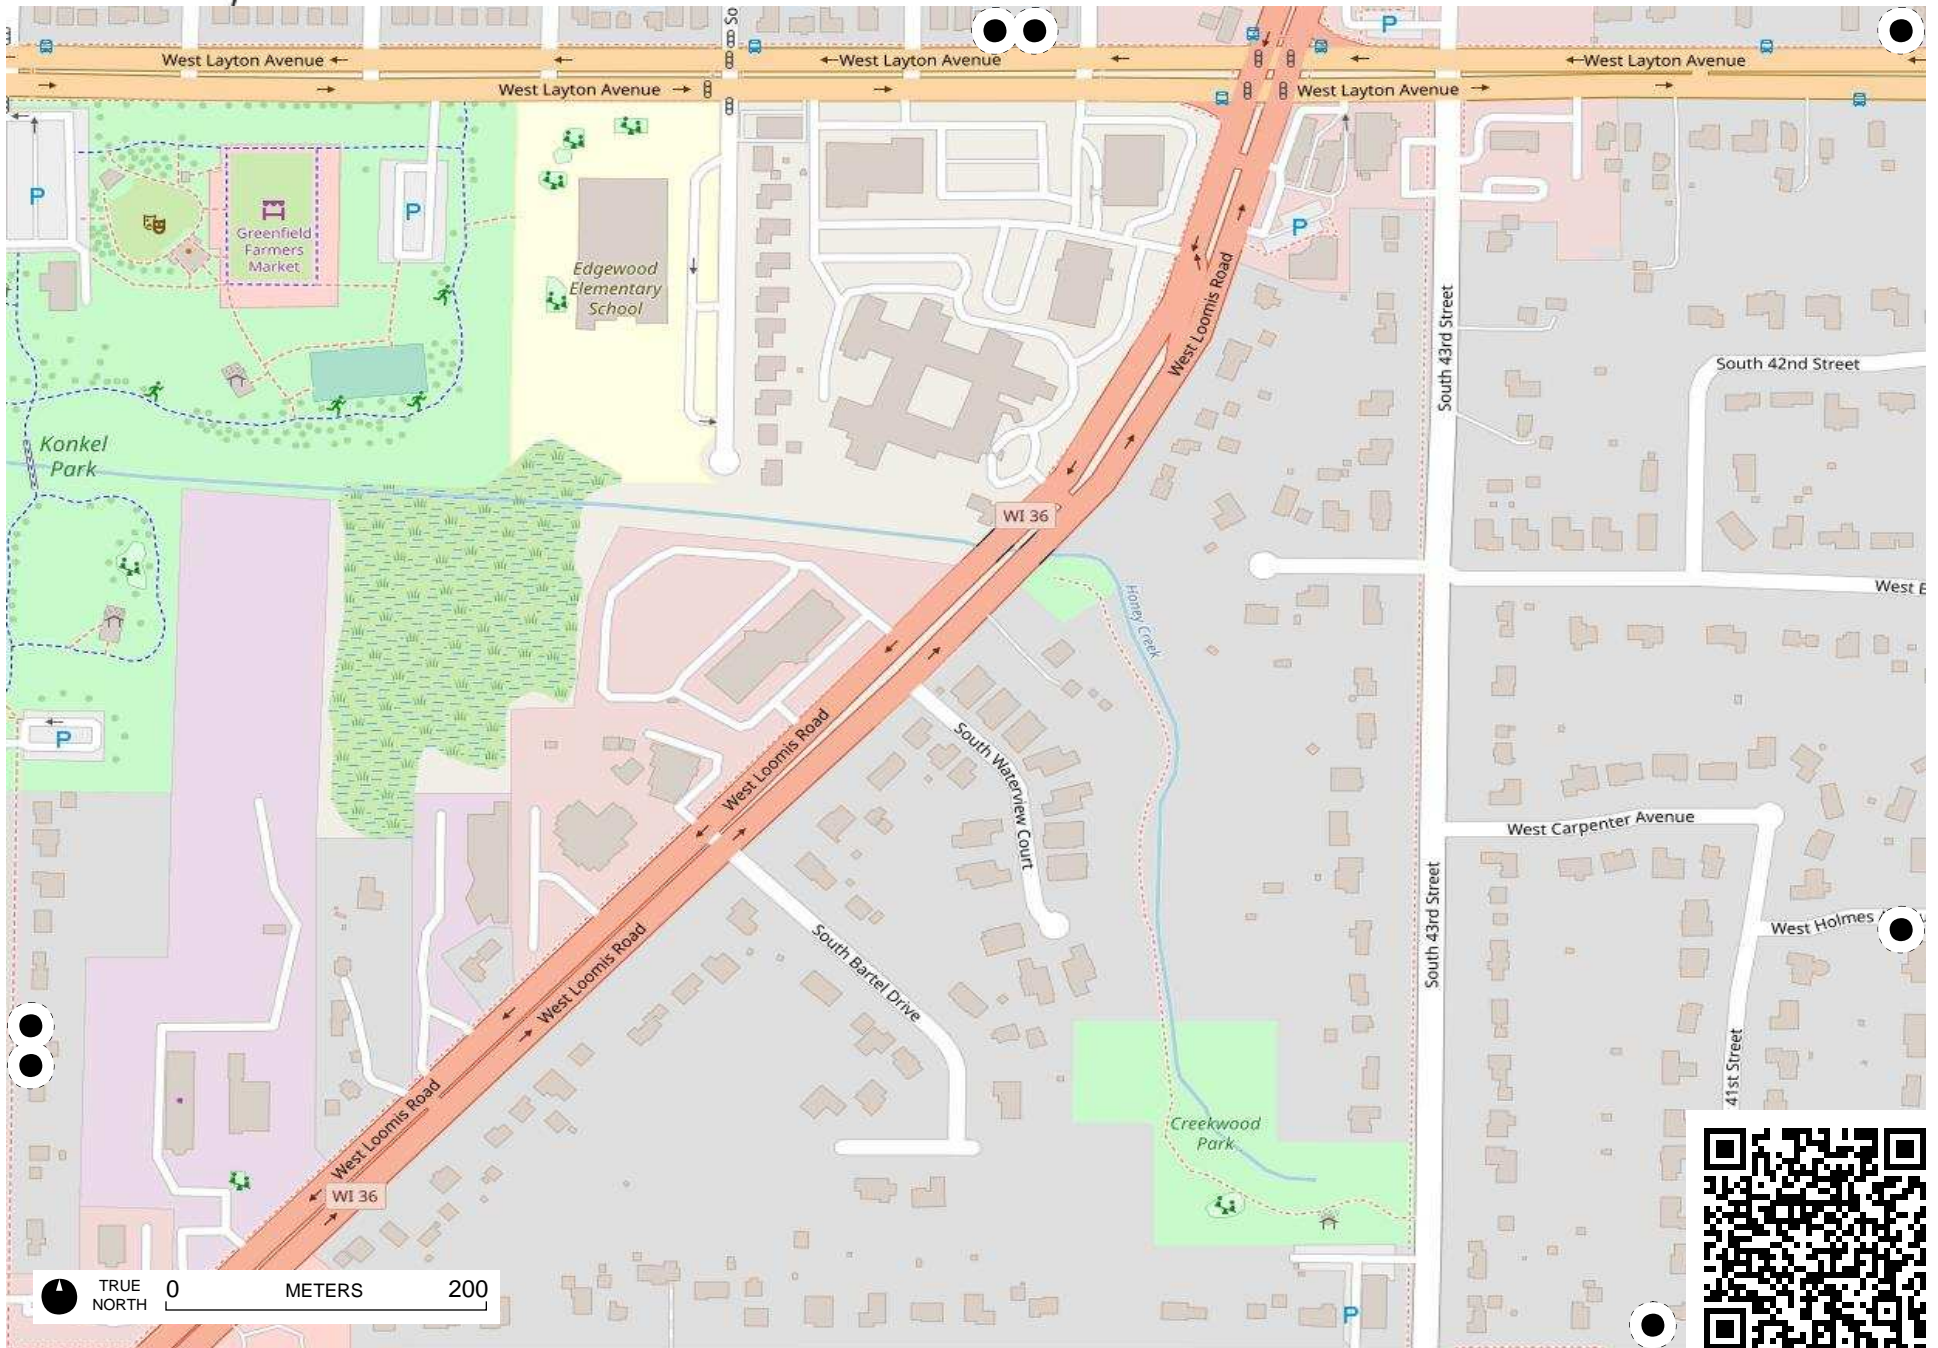 West Layton Avenue
West Layton Avenue
West Layton Avenue
So
P
West Layton Avenue
West Layton Avenue
P
P
P
Greenfield
Farmers
Market
Edgewood
Elementary
School
West Loomis Road
South 43rd Street
South 42nd Street
Konkel
Park
WI 36
West E
Honey Creek
P
West Loomis Road
South Waterview Court
West Carpenter Avenue
South 43rd Street
West Holmes
West Loomis Road
South Bartel Drive
41st Street
West Loomis Road
Creekwood
Park
WI 36
P
TRUE
NORTH
0 METERS 200